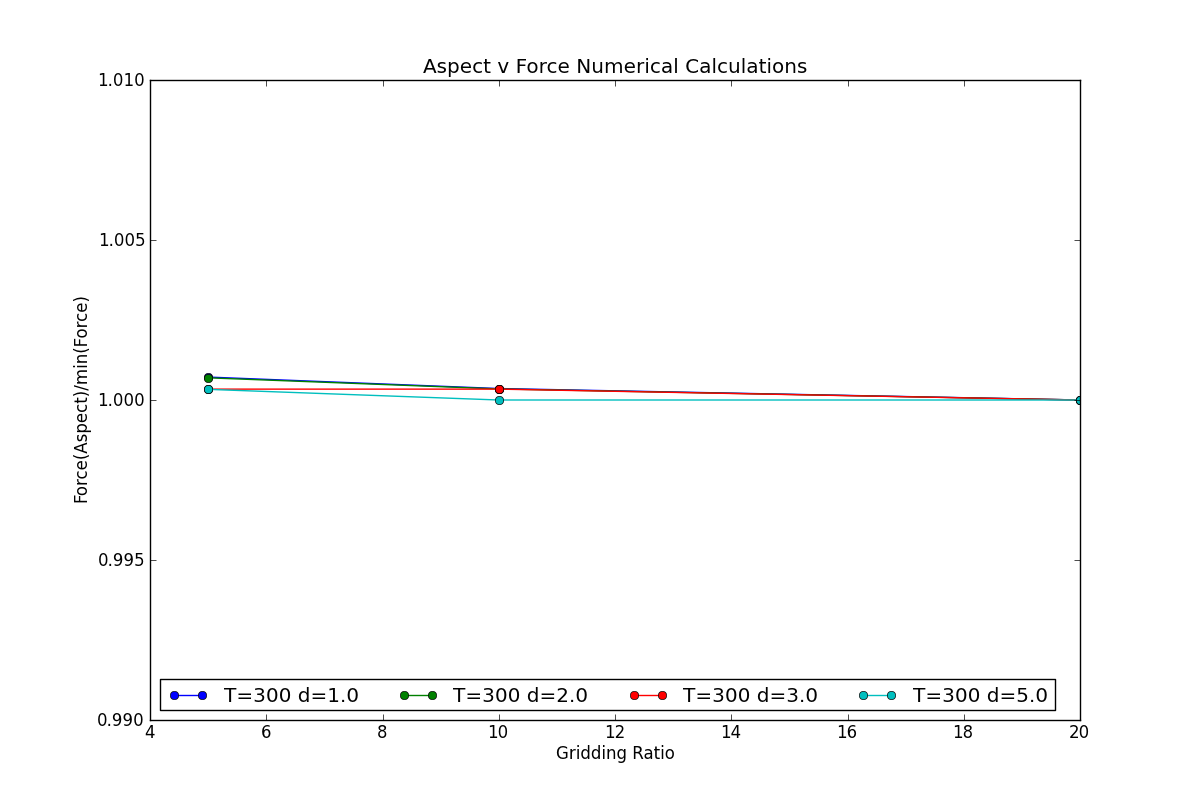 Aspect v Force Numerical Calculations
1.010
1.005
1.000
0.995
0.990
Force(Aspect)/min(Force)
T=300 d=1.0 T=300 d=2.0 T=300 d=3.0 T=300 d=5.0
4 6 8 10 12 14 16 18 20
Gridding Ratio